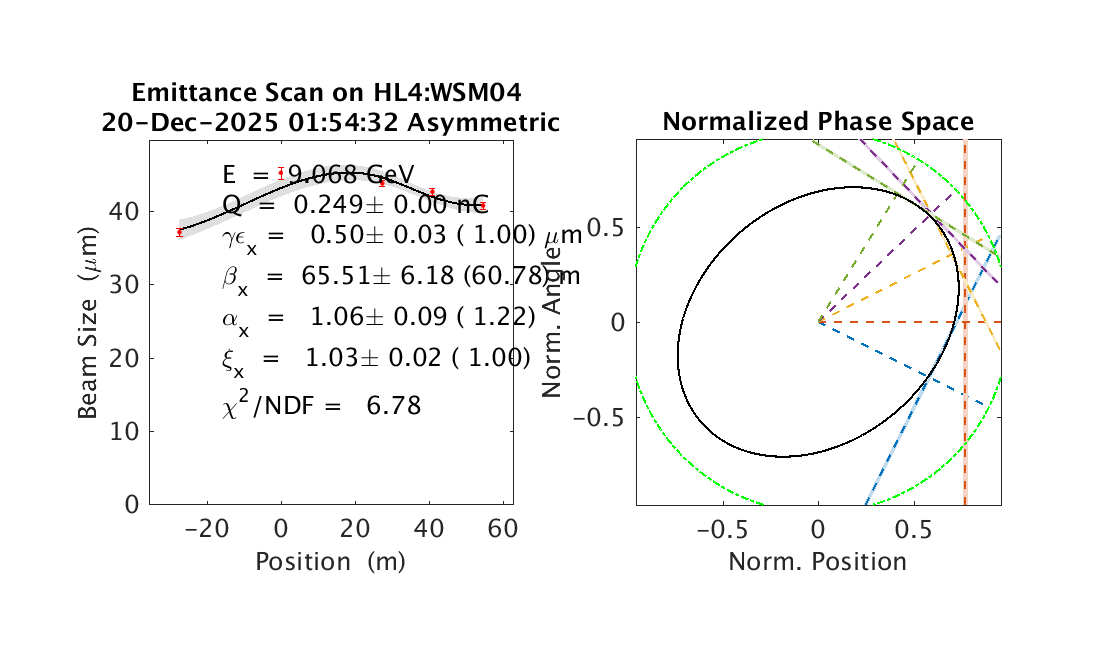 Emittance Scan on HL4:WSM04
20-Dec-2025 01:54:32 Asymmetric
E = 9.068 GeV
Q = 0.249± 0.00 nC
γϵx = 0.50± 0.03 ( 1.00) μm
βx = 65.51± 6.18 (60.78) m
αx = 1.06± 0.09 ( 1.22)
ξx = 1.03± 0.02 ( 1.00)
χ²/NDF = 6.78
Beam Size (μm)
40
30
20
10
0
-20 0 20 40 60
Position (m)
Normalized Phase Space
Norm. Angle
0.5
0
-0.5
-0.5 0 0.5
Norm. Position